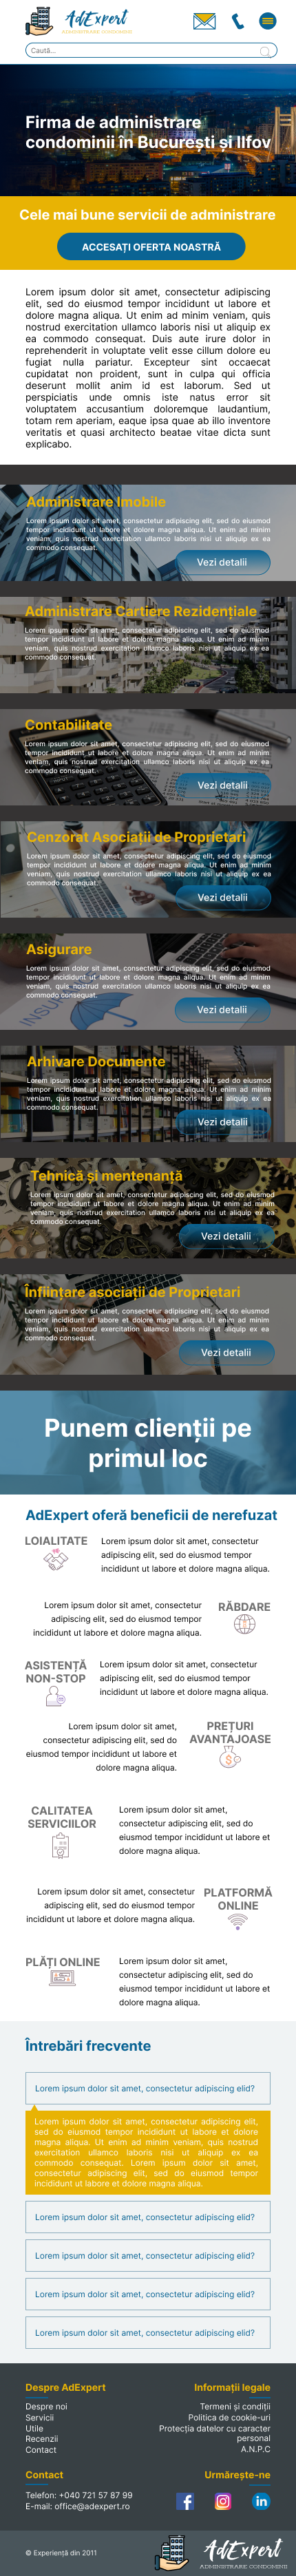 AdExpert
ADMINISTRARE CONDOMINII
Caută...
Firma de administrare
condominii în București și Ilfov
Cele mai bune servicii de administrare
ACCESAȚI OFERTA NOASTRĂ
Lorem ipsum dolor sit amet, consectetur adipiscing
elit, sed do eiusmod tempor incididunt ut labore et
dolore magna aliqua. Ut enim ad minim veniam, quis
nostrud exercitation ullamco laboris nisi ut aliquip ex
ea commodo consequat. Duis aute irure dolor in
reprehenderit in voluptate velit esse cillum dolore eu
fugiat nulla pariatur. Excepteur sint occaecat
cupidatat non proident, sunt in culpa qui officia
deserunt mollit anim id est laborum. Sed ut
perspiciatis unde omnis iste natus error sit
voluptatem accusantium doloremque laudantium,
totam rem aperiam, eaque ipsa quae ab illo inventore
veritatis et quasi architecto beatae vitae dicta sunt
explicabo.
Administrare Imobile
Lorem ipsum dolor sit amet, consectetur adipiscing elit, sed do eiusmod
tempor incididunt ut labore et dolore magna aliqua. Ut enim ad minim
veniam, quis nostrud exercitation ullamco laboris nisi ut aliquip ex ea
commodo consequat.
Vezi detalii
Administrare Cartiere Rezidențiale
Lorem ipsum dolor sit amet, consectetur adipiscing elit, sed do eiusmod
tempor incididunt ut labore et dolore magna aliqua. Ut enim ad minim
veniam, quis nostrud exercitation ullamco laboris nisi ut aliquip ex ea
commodo consequat.
Contabilitate
Lorem ipsum dolor sit amet, consectetur adipiscing elit, sed do eiusmod
tempor incididunt ut labore et dolore magna aliqua. Ut enim ad minim
veniam, quis nostrud exercitation ullamco laboris nisi ut aliquip ex ea
commodo consequat.
Vezi detalii
Cenzorat Asociații de Proprietari
Lorem ipsum dolor sit amet, consectetur adipiscing elit, sed do eiusmod
tempor incididunt ut labore et dolore magna aliqua. Ut enim ad minim
veniam, quis nostrud exercitation ullamco laboris nisi ut aliquip ex ea
commodo consequat.
Vezi detalii
Asigurare
Lorem ipsum dolor sit amet, consectetur adipiscing elit, sed do eiusmod
tempor incididunt ut labore et dolore magna aliqua. Ut enim ad minim
veniam, quis nostrud exercitation ullamco laboris nisi ut aliquip ex ea
commodo consequat.
Vezi detalii
Arhivare Documente
Lorem ipsum dolor sit amet, consectetur adipiscing elit, sed do eiusmod
tempor incididunt ut labore et dolore magna aliqua. Ut enim ad minim
veniam, quis nostrud exercitation ullamco laboris nisi ut aliquip ex ea
commodo consequat.
Vezi detalii
Tehnică și mentenanță
Lorem ipsum dolor sit amet, consectetur adipiscing elit, sed do eiusmod
tempor incididunt ut labore et dolore magna aliqua. Ut enim ad minim
veniam, quis nostrud exercitation ullamco laboris nisi ut aliquip ex ea
commodo consequat.
Vezi detalii
Înființare asociații de Proprietari
Lorem ipsum dolor sit amet, consectetur adipiscing elit, sed do eiusmod
tempor incididunt ut labore et dolore magna aliqua. Ut enim ad minim
veniam, quis nostrud exercitation ullamco laboris nisi ut aliquip ex ea
commodo consequat.
Vezi detalii
Punem clienții pe
primul loc
AdExpert oferă beneficii de nerefuzat
LOIALITATE
Lorem ipsum dolor sit amet, consectetur
adipiscing elit, sed do eiusmod tempor
incididunt ut labore et dolore magna aliqua.
RĂBDARE
Lorem ipsum dolor sit amet, consectetur
adipiscing elit, sed do eiusmod tempor
incididunt ut labore et dolore magna aliqua.
ASISTENȚĂ
NON-STOP
Lorem ipsum dolor sit amet, consectetur
adipiscing elit, sed do eiusmod tempor
incididunt ut labore et dolore magna aliqua.
PREȚURI
AVANTAJOASE
Lorem ipsum dolor sit amet,
consectetur adipiscing elit, sed do
eiusmod tempor incididunt ut labore et
dolore magna aliqua.
CALITATEA
SERVICIILOR
Lorem ipsum dolor sit amet,
consectetur adipiscing elit, sed do
eiusmod tempor incididunt ut labore et
dolore magna aliqua.
PLATFORMĂ
ONLINE
Lorem ipsum dolor sit amet, consectetur
adipiscing elit, sed do eiusmod tempor
incididunt ut labore et dolore magna aliqua.
PLĂȚI ONLINE
Lorem ipsum dolor sit amet,
consectetur adipiscing elit, sed do
eiusmod tempor incididunt ut labore et
dolore magna aliqua.
Întrebări frecvente
Lorem ipsum dolor sit amet, consectetur adipiscing elid?
Lorem ipsum dolor sit amet, consectetur adipiscing elit,
sed do eiusmod tempor incididunt ut labore et dolore
magna aliqua. Ut enim ad minim veniam, quis nostrud
exercitation ullamco laboris nisi ut aliquip ex ea
commodo consequat. Lorem ipsum dolor sit amet,
consectetur adipiscing elit, sed do eiusmod tempor
incididunt ut labore et dolore magna aliqua.
Lorem ipsum dolor sit amet, consectetur adipiscing elid?
Lorem ipsum dolor sit amet, consectetur adipiscing elid?
Lorem ipsum dolor sit amet, consectetur adipiscing elid?
Lorem ipsum dolor sit amet, consectetur adipiscing elid?
Despre AdExpert
Despre noi
Servicii
Utile
Recenzii
Contact
Informații legale
Termeni și condiții
Politica de cookie-uri
Protecția datelor cu caracter
personal
A.N.P.C
Contact
Telefon: +040 721 57 87 99
E-mail: office@adexpert.ro
Urmărește-ne
© Experiență din 2011
AdExpert
ADMINISTRARE CONDOMINII